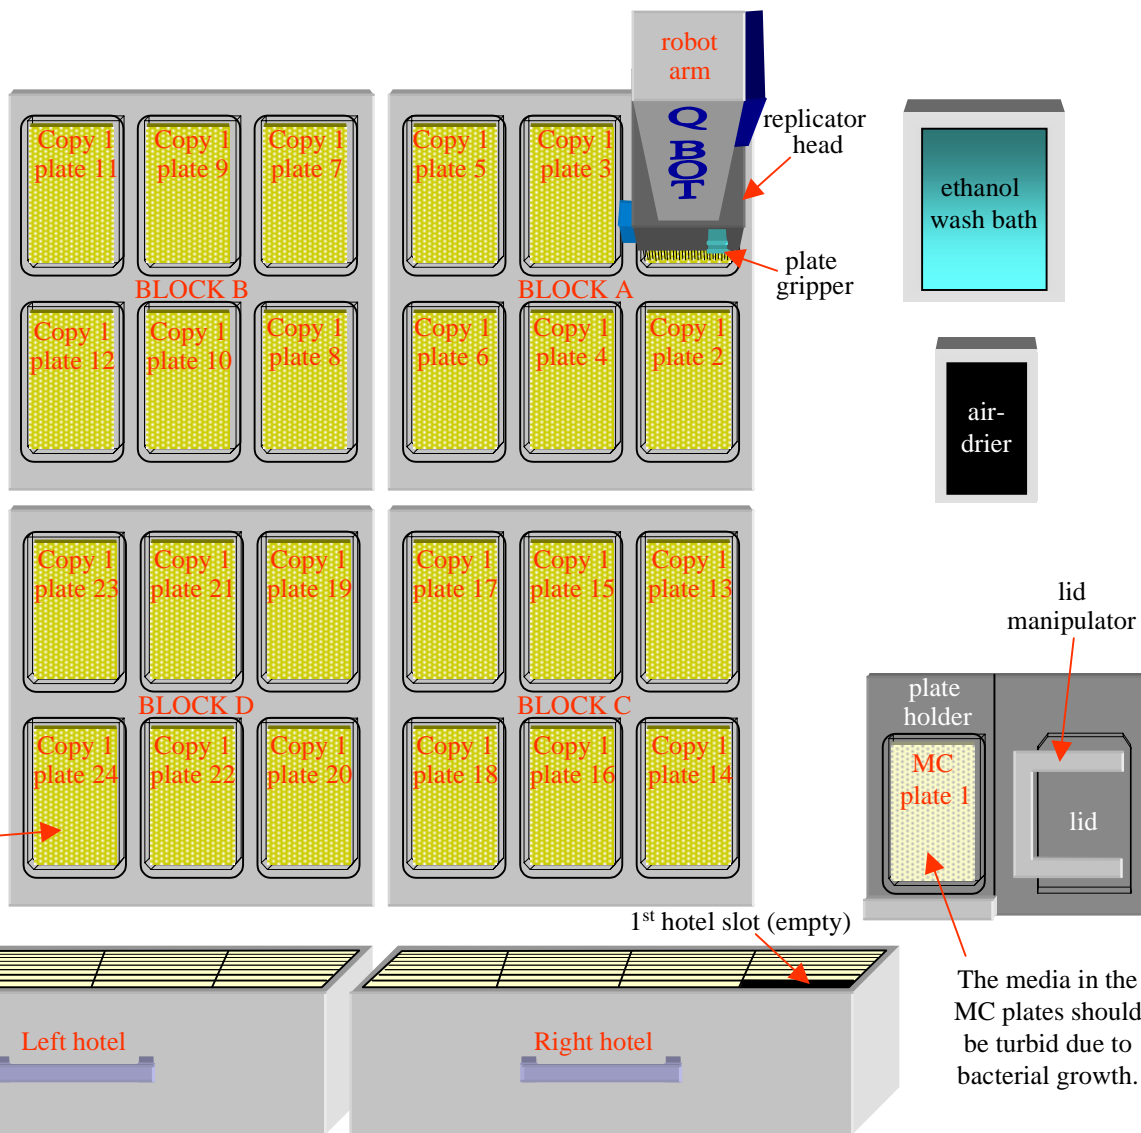 robot
arm
Q
BOT
replicator
head
plate
gripper
ethanol
wash bath
air-
drier
Copy 1
plate 11
Copy 1
plate 9
Copy 1
plate 7
Copy 1
plate 5
Copy 1
plate 3
BLOCK B
BLOCK A
Copy 1
plate 12
Copy 1
plate 10
Copy 1
plate 8
Copy 1
plate 6
Copy 1
plate 4
Copy 1
plate 2
Copy 1
plate 23
Copy 1
plate 21
Copy 1
plate 19
Copy 1
plate 17
Copy 1
plate 15
Copy 1
plate 13
BLOCK D
BLOCK C
Copy 1
plate 24
Copy 1
plate 22
Copy 1
plate 20
Copy 1
plate 18
Copy 1
plate 16
Copy 1
plate 14
lid
manipulator
plate
holder
MC
plate 1
lid
1st hotel slot (empty)
Left hotel
Right hotel
The media in the
MC plates should
be turbid due to
bacterial growth.